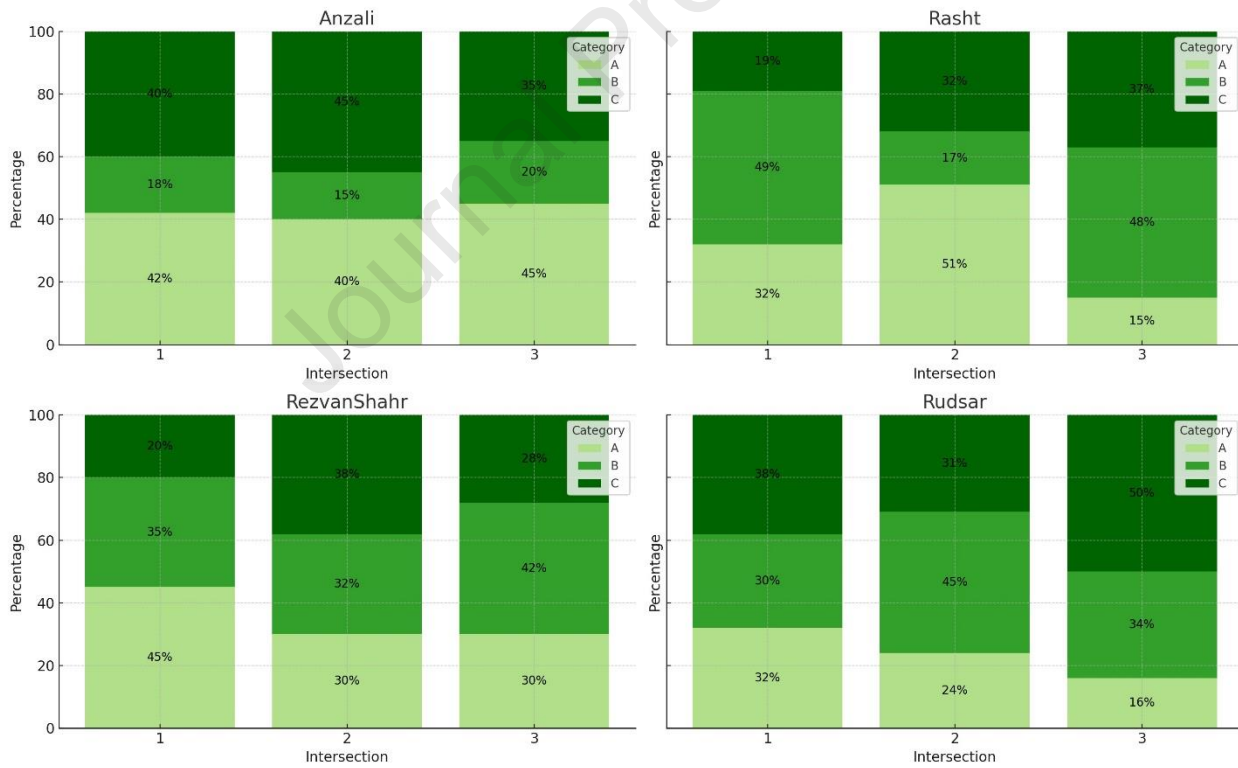 Anzali
100
80
60
40
20
0
Percentage
40%
18%
42%
45%
15%
40%
35%
20%
45%
Category
A
B
C
1
2
3
Intersection
Rasht
Percentage
19%
49%
32%
32%
17%
51%
37%
48%
15%
Category
A
B
C
1
2
3
Intersection
RezvanShahr
100
80
60
40
20
0
Percentage
20%
35%
45%
38%
32%
30%
28%
42%
30%
Category
A
B
C
1
2
3
Intersection
Rudsar
Percentage
38%
30%
32%
31%
45%
24%
50%
34%
16%
Category
A
B
C
1
2
3
Intersection
Journal Pre